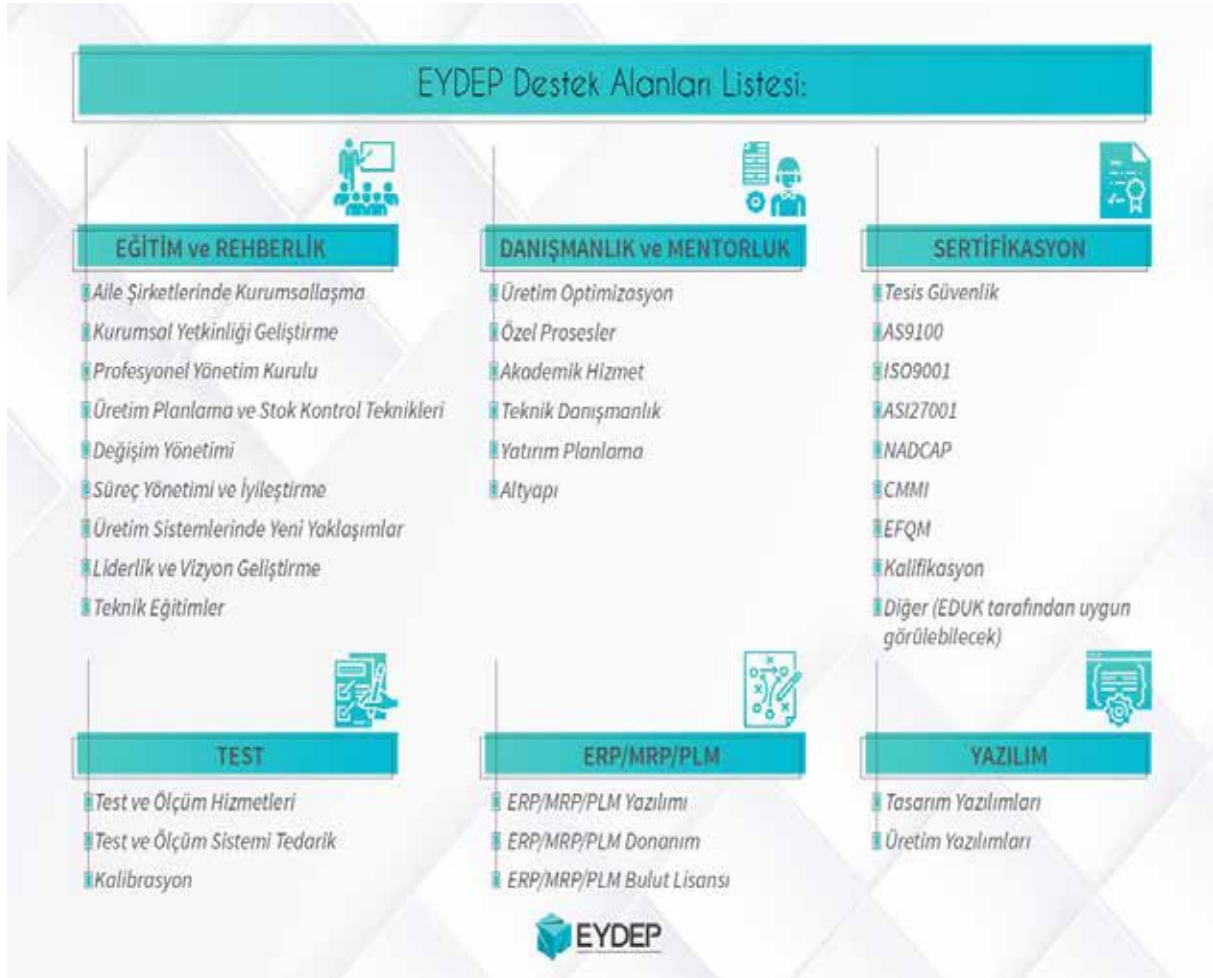 EYDEP Destek Alanları Listesi:
EĞİTİM ve REHBERLİK
Aile Şirketlerinde Kurumsallaşma
Kurumsal Yetkinliği Geliştirme
Profesyonel Yönetim Kurulu
Üretim Planlama ve Stok Kontrol Teknikleri
Değişim Yönetimi
Süreç Yönetimi ve İyileştirme
Üretim Sistemlerinde Yeni Yaklaşımlar
Liderlik ve Vizyon Geliştirme
Teknik Eğitimler
DANIŞMANLIK ve MENTORLUK
Üretim Optimizasyon
Özel Prosesler
Akademik Hizmet
Teknik Danışmanlık
Yatırım Planlama
Altyapı
SERTİFİKASYON
Tesis Güvenlik
AS9100
ISO9001
ASI27001
NADCAP
CMMI
EFQM
Kalifikasyon
Diğer (EDUK tarafından uygun
görülebilecek)
TEST
Test ve Ölçüm Hizmetleri
Test ve Ölçüm Sistemi Tedarik
Kalibrasyon
ERP/MRP/PLM
ERP/MRP/PLM Yazılımı
ERP/MRP/PLM Donanım
ERP/MRP/PLM Bulut Lisansı
YAZILIM
Tasarım Yazılımları
Üretim Yazılımları
EYDEP